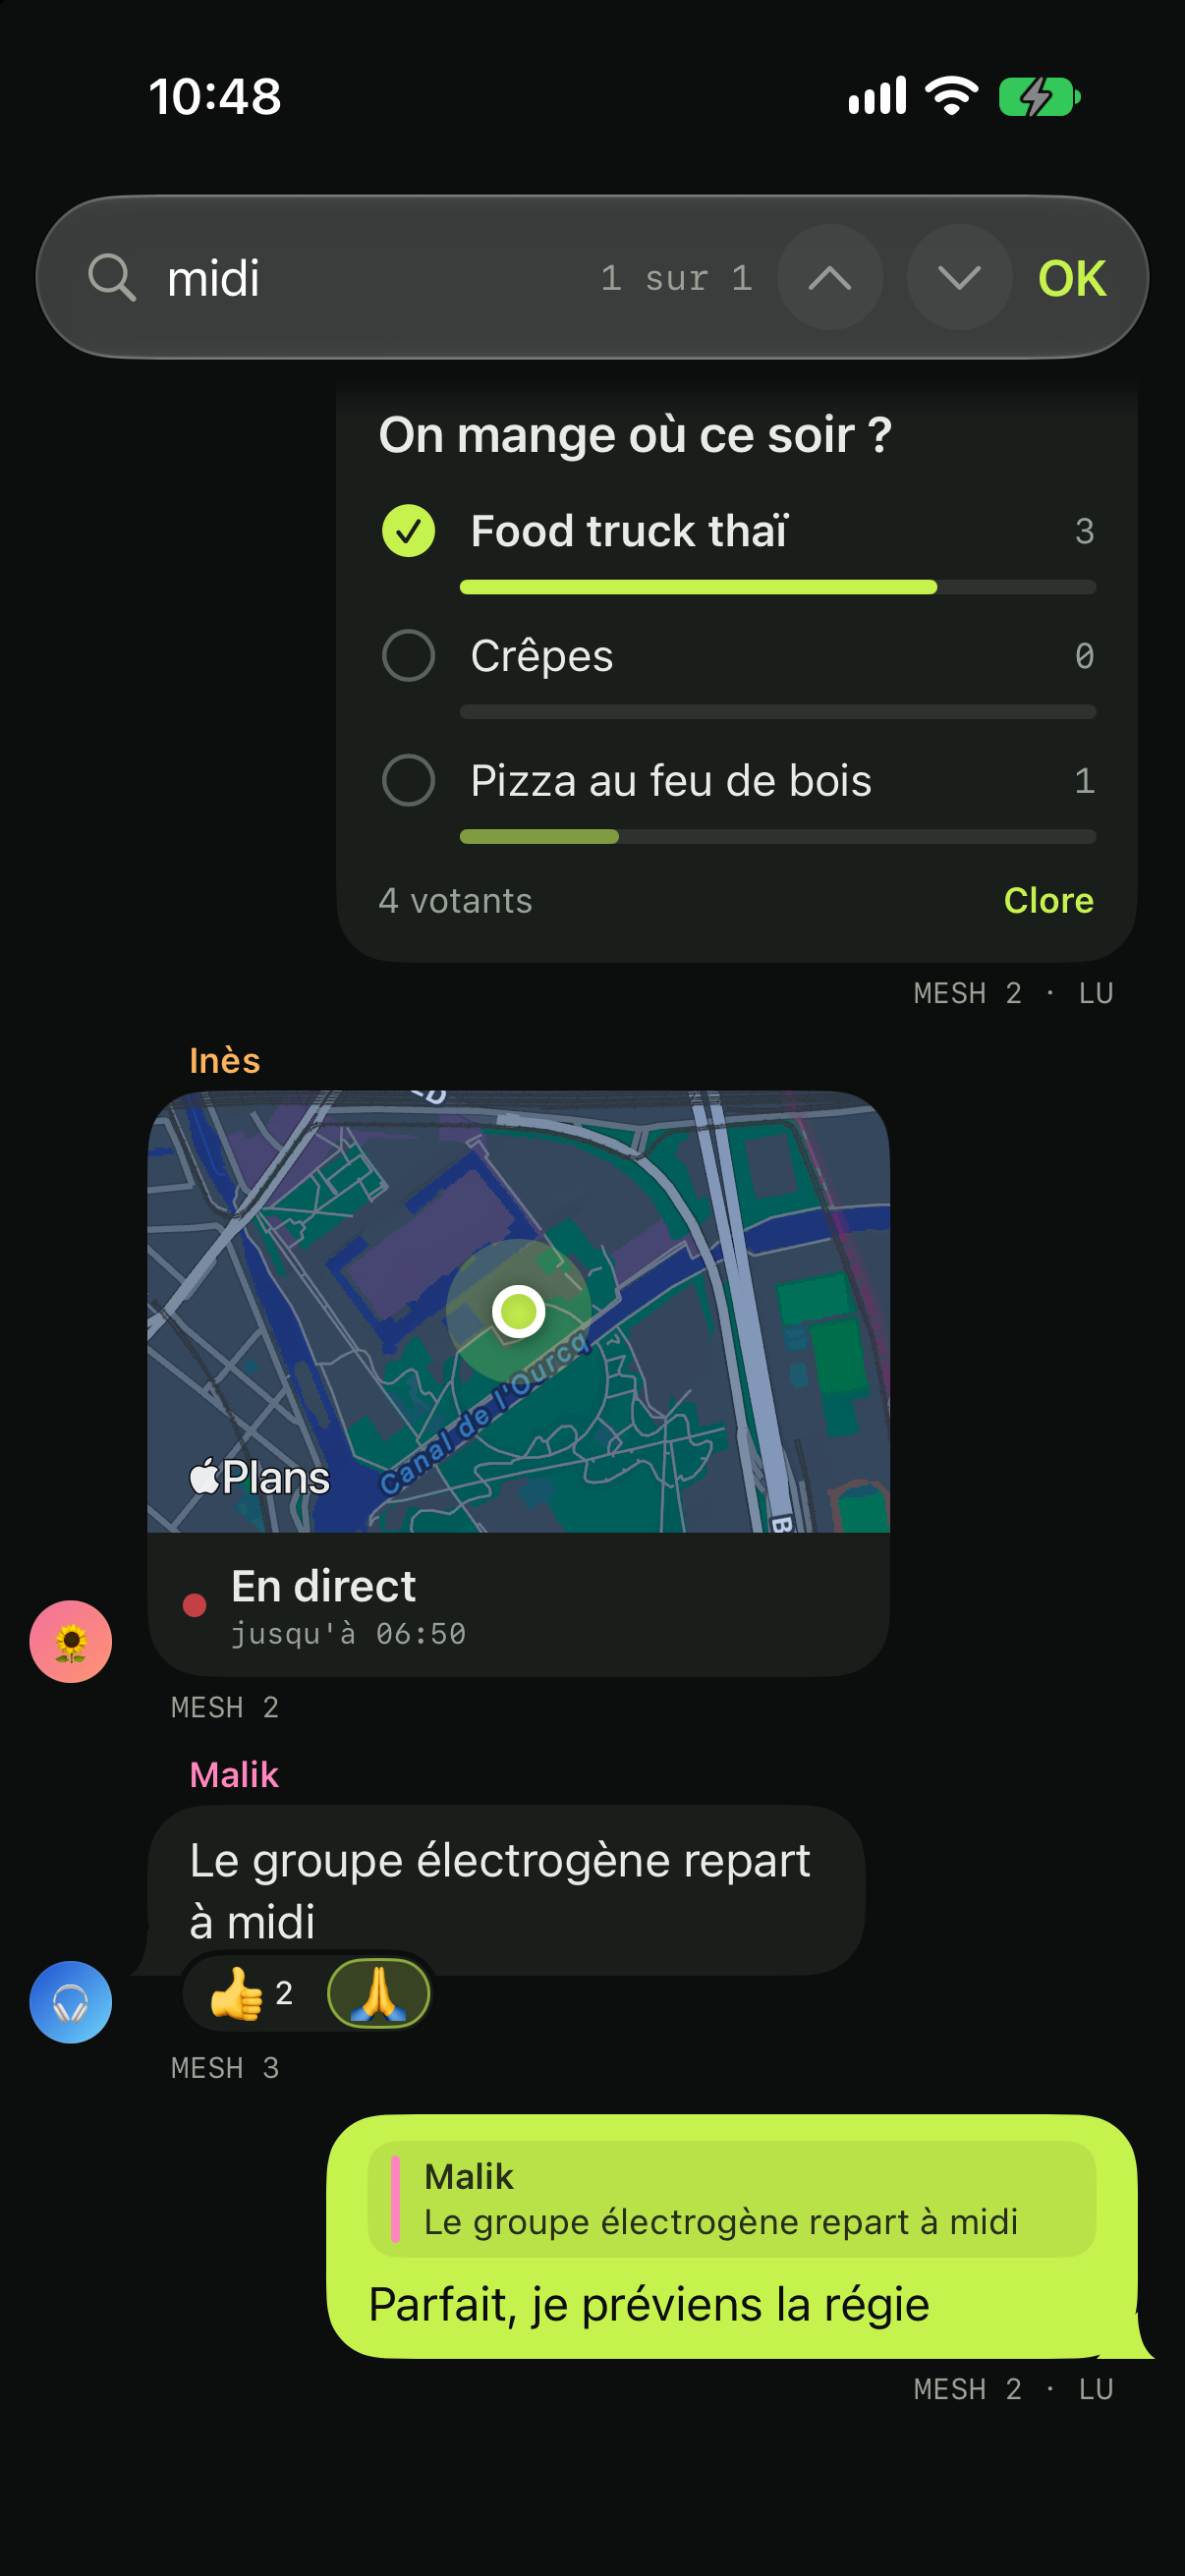 10:48
midi
1 sur 1
OK
On mange où ce soir ?
Food truck thaï
3
Crêpes
0
Pizza au feu de bois
1
4 votants
Clore
MESH 2 · LU
Inès
Canal de l'Ourcq
Plans
B
En direct
jusqu'à 06:50
MESH 2
Malik
Le groupe électrogène repart
à midi
2
MESH 3
Malik
Le groupe électrogène repart à midi
Parfait, je préviens la régie
MESH 2 · LU